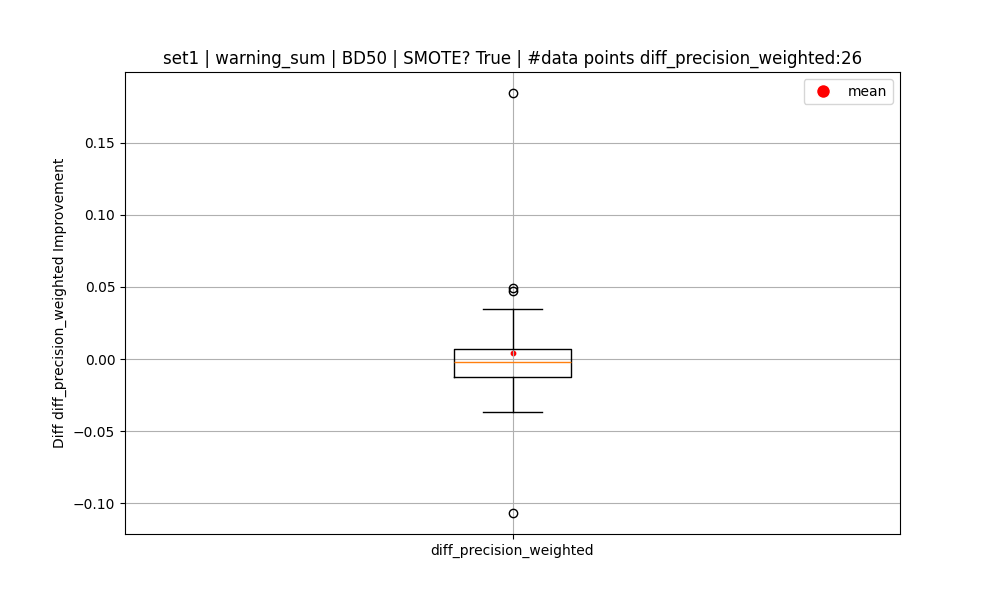 set1 | warning_sum | BD50 | SMOTE? True | #data points diff_precision_weighted:26
mean
0.15
0.10
0.05
0.00
−0.05
−0.10
Diff diff_precision_weighted Improvement
diff_precision_weighted